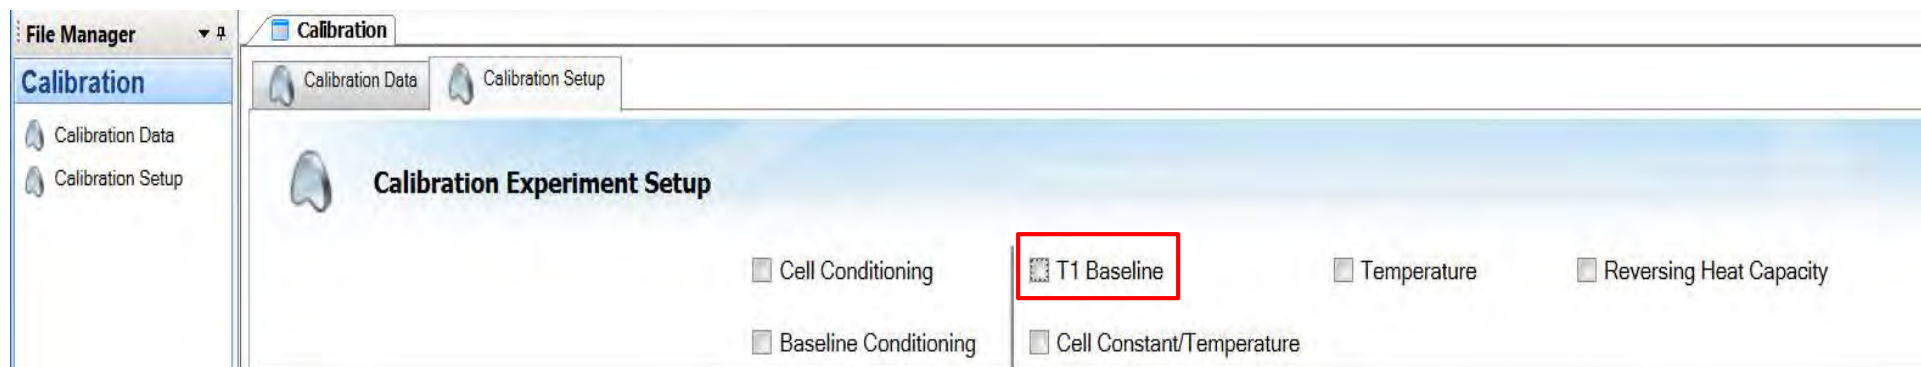 File Manager
Calibration
Calibration Data
Calibration Setup
Calibration
Calibration Data
Calibration Setup
Calibration Experiment Setup
Cell Conditioning
T1 Baseline
Temperature
Reversing Heat Capacity
Baseline Conditioning
Cell Constant/Temperature